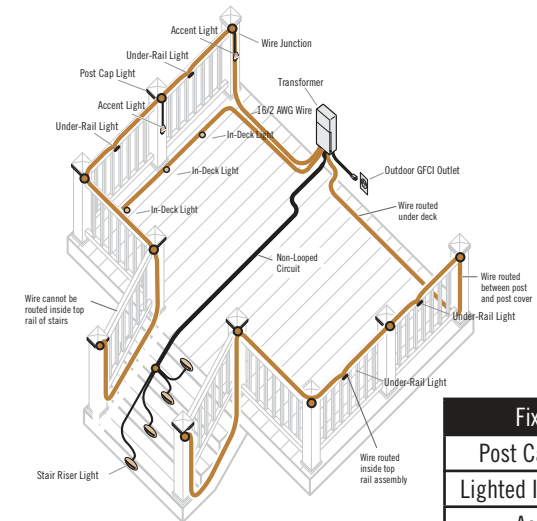 Accent Light
Wire Junction
Under-Rail Light
Post Cap Light
Transformer
Accent Light
16/2 AWG Wire
Under-Rail Light
In-Deck Light
In-Deck Light
Outdoor GFCI Outlet
In-Deck Light
Wire routed
under deck
Non-Looped
Circuit
Wire cannot be
routed inside top
rail of stairs
Wire routed
between post
and post cover
Under-Rail Light
Under-Rail Light
Wire routed
inside top
rail assembly
Stair Riser Light
Fix
Post Ca
Lighted I